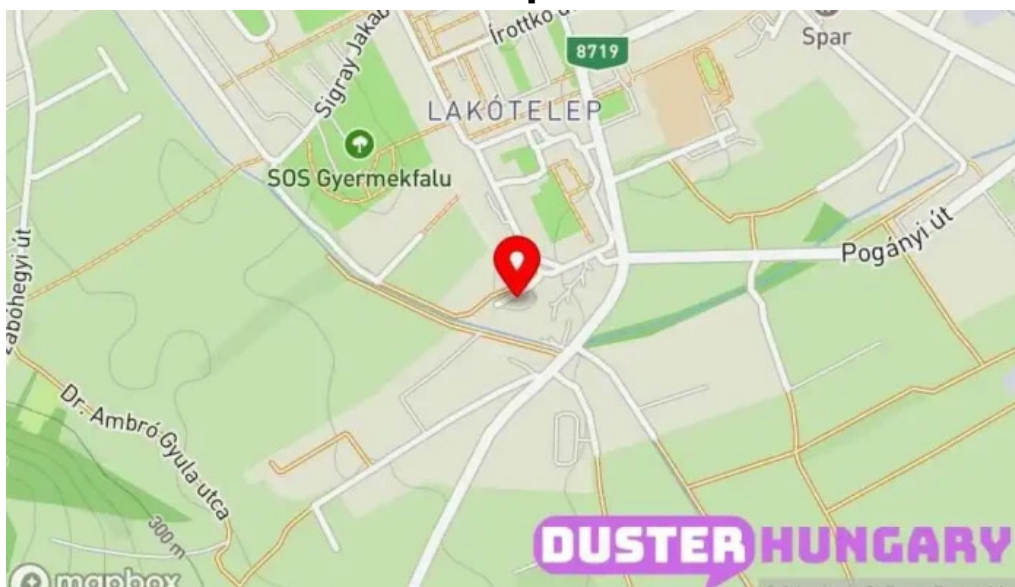 Írottkő
8719
Spar
Sigray Jakab
LAKÓTELEP
SOS Gyermekfalu
Pogányi út
zabóhegyi út
Dr. Ambró Gyula utca
300 m
DUSTER HUNGARY
mapbox